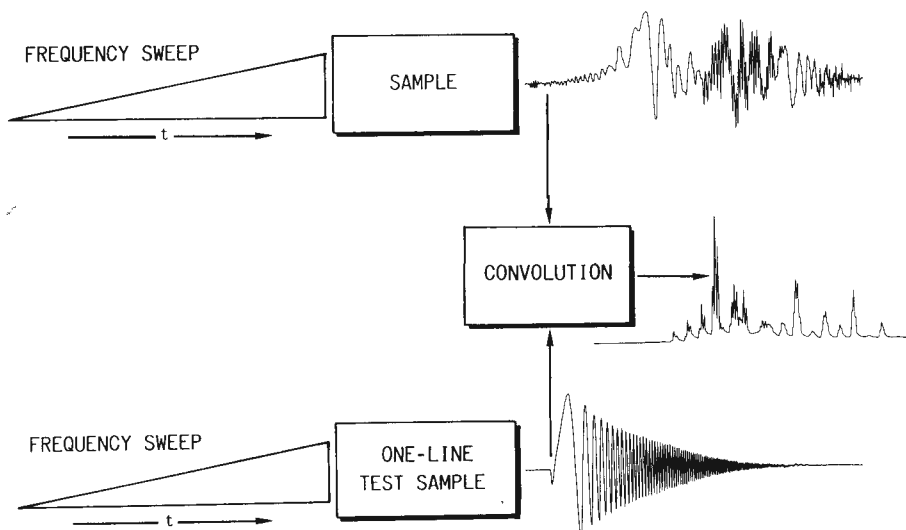 FREQUENCY SWEEP
SAMPLE
t
CONVOLUTION
FREQUENCY SWEEP
ONE-LINE
TEST SAMPLE
t